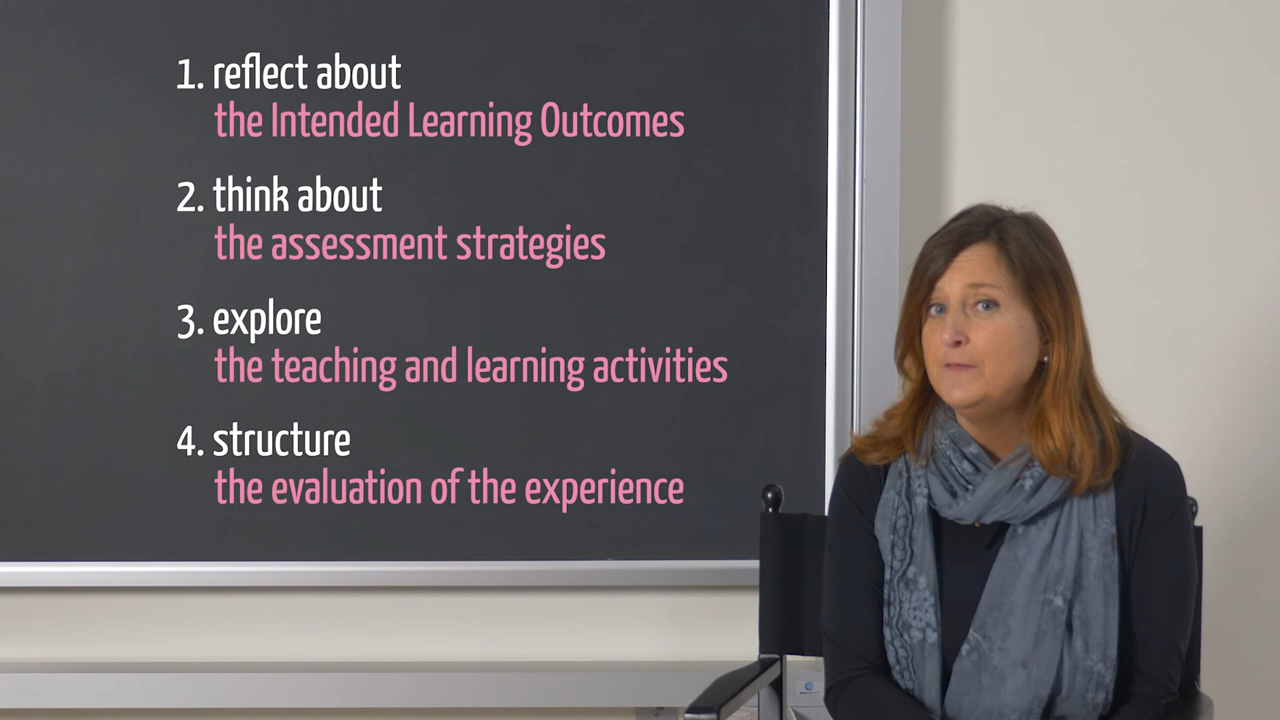 1. reflect about
the Intended Learning Outcomes
2. think about
the assessment strategies
3. explore
the teaching and learning activities
4. structure
the evaluation of the experience